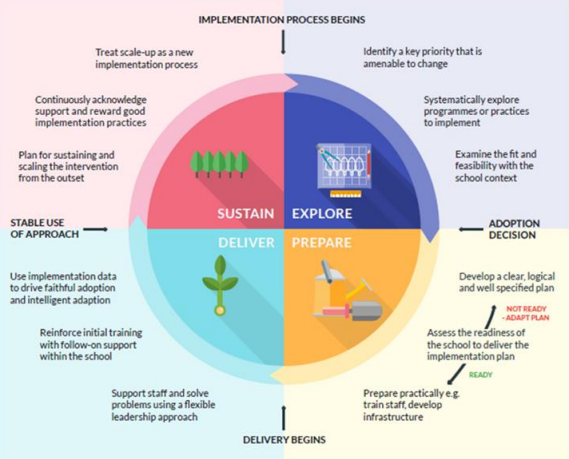 IMPLEMENTATION PROCESS BEGINS
Treat scale-up as a new
implementation process
Identify a key priority that is
amenable to change
Continuously acknowledge
support and reward good
implementation practices
Systematically explore
programmes or practices
to implement
Plan for sustaining and
scaling the intervention
from the outset
Examine the fit and
feasibility with the
school context
SUSTAIN
EXPLORE
STABLE USE
OF APPROACH
ADOPTION
DECISION
DELIVER
PREPARE
Use implementation data
to drive faithful adoption
and intelligent adaption
Develop a clear, logical
and well specified plan
NOT READY
- ADAPT PLAN
Reinforce initial training
with follow-on support
within the school
Assess the readiness of
the school to deliver the
implementation plan
READY
Support staff and solve
problems using a flexible
leadership approach
Prepare practically e.g.
train staff, develop
infrastructure
DELIVERY BEGINS